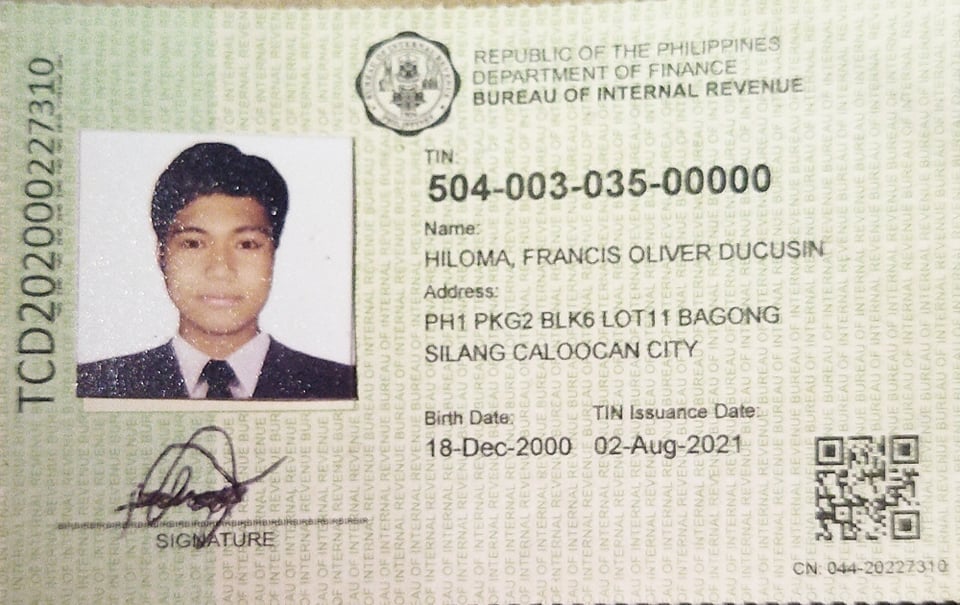 REPUBLIC OF THE PHILIPPINES
DEPARTMENT OF FINANCE
BUREAU OF INTERNAL REVENUE
TCD2020000227310
TIN:
504-003-035-00000
Name:
HILOMA, FRANCIS OLIVER DUCUSIN
Address:
PH1 PKG2 BLK6 LOT11 BAGONG
SILANG CALOOCAN CITY
Birth Date:
18-Dec-2000
TIN Issuance Date:
02-Aug-2021
SIGNATURE
CN: 044-20227310